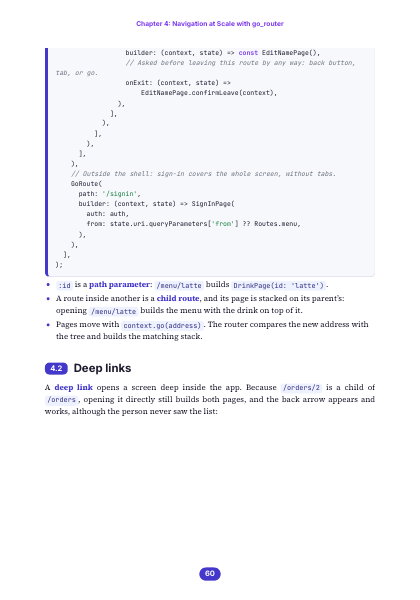 Chapter 4: Navigation at Scale with go_router
builder: (context, state) => const EditNamePage(),
// Asked before leaving this route by any way: back button,
tab, or go.
onExit: (context, state) =>
EditNamePage.confirmLeave(context),
),
],
),
],
),
],
),
// Outside the shell: sign-in covers the whole screen, without tabs.
GoRoute(
path: '/signin',
builder: (context, state) => SignInPage(
auth: auth,
from: state.uri.queryParameters['from'] ?? Routes.menu,
),
),
],
);
• :id is a path parameter: /menu/latte builds DrinkPage(id: 'latte').
• A route inside another is a child route, and its page is stacked on its parent's:
opening /menu/latte builds the menu with the drink on top of it.
• Pages move with context.go(address). The router compares the new address with
the tree and builds the matching stack.
4.2 Deep links
A deep link opens a screen deep inside the app. Because /orders/2 is a child of
/orders, opening it directly still builds both pages, and the back arrow appears and
works, although the person never saw the list:
60